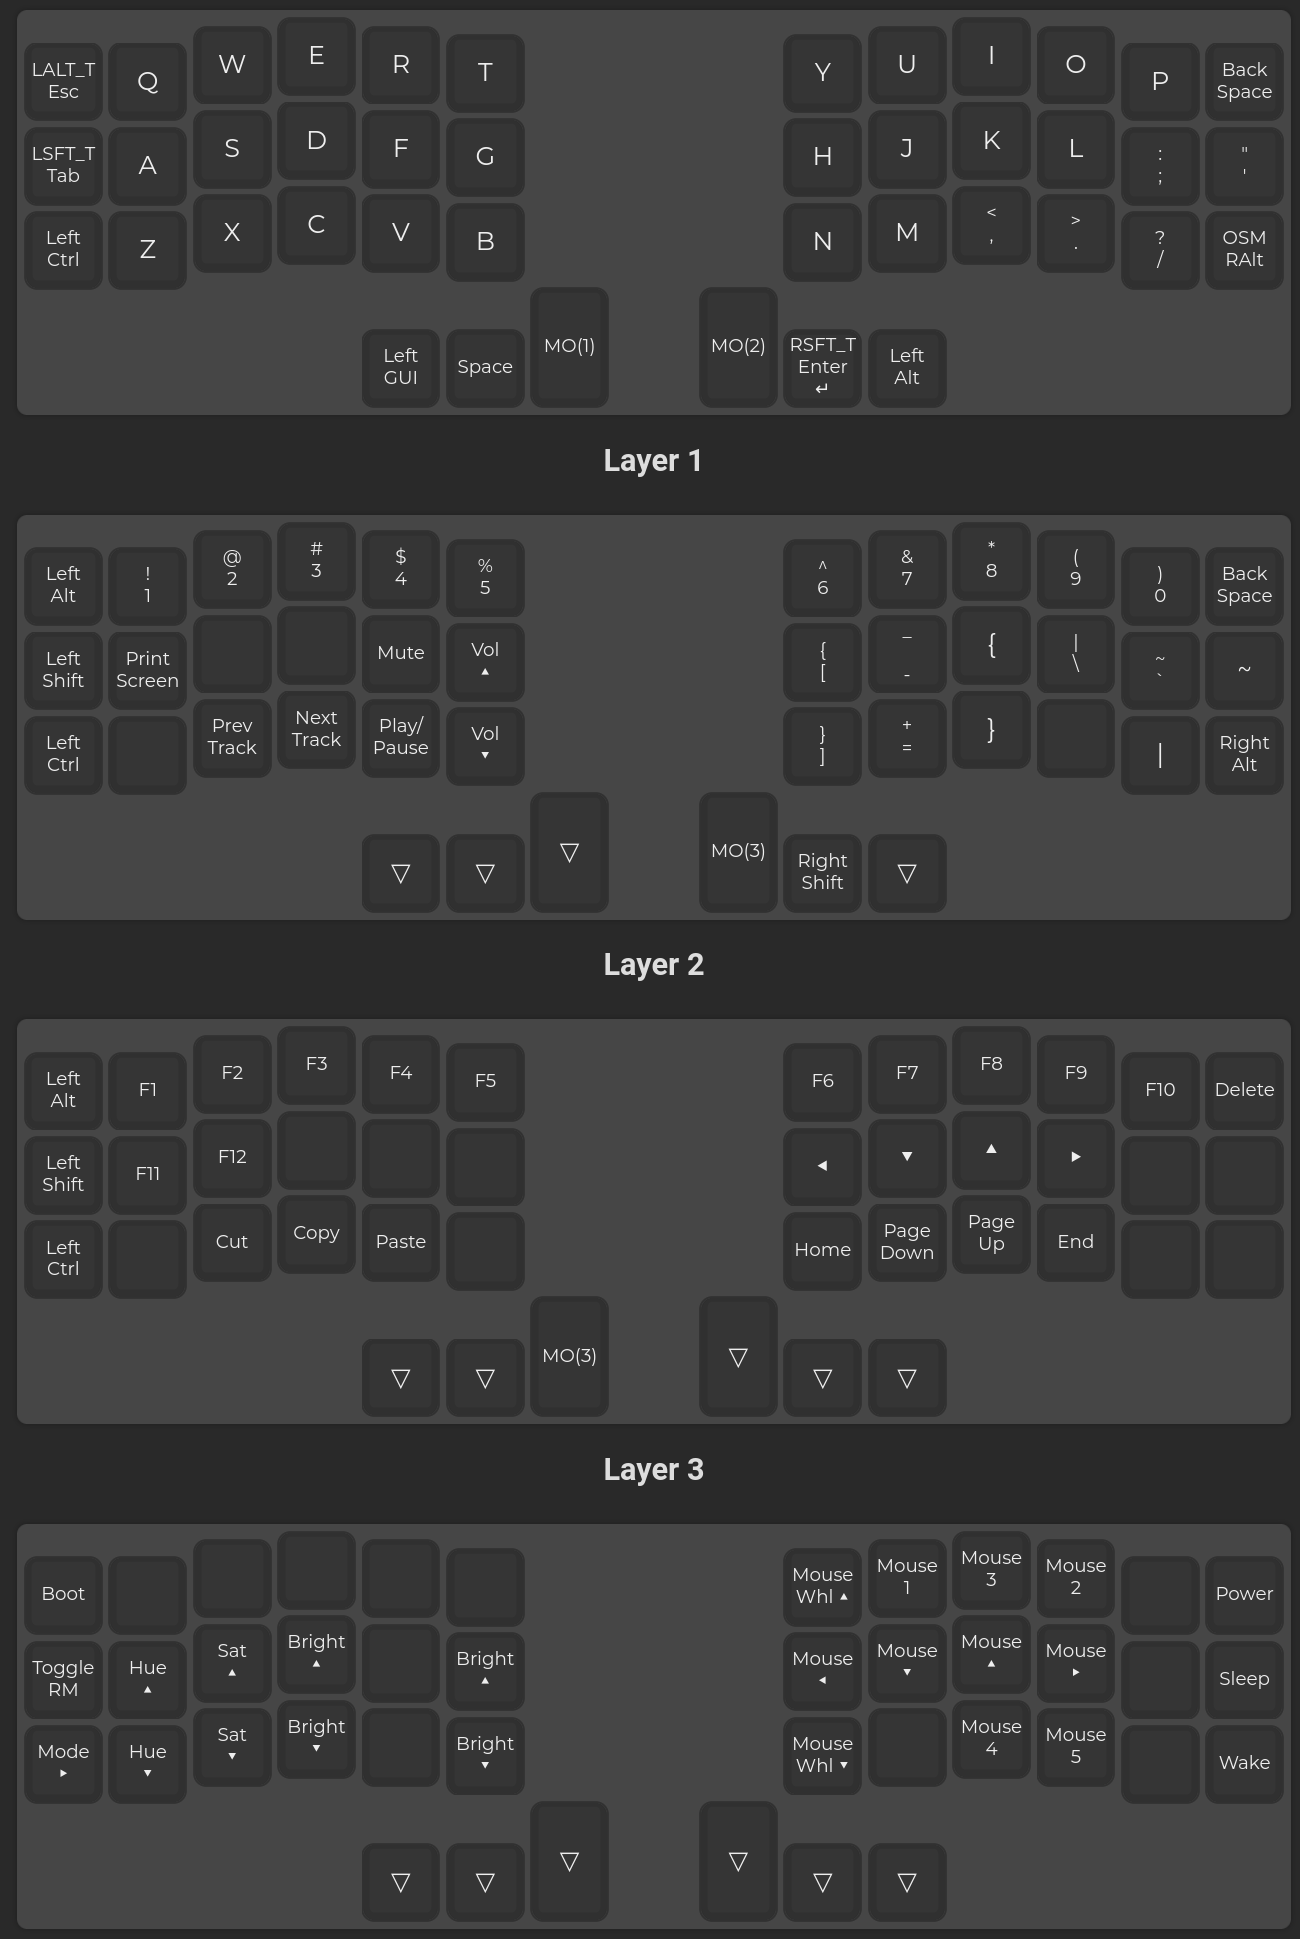 LALT_T Esc Q W E R T Y U I O P Back Space
LSFT_T Tab A S D F G H J K L : ; " '
Left Ctrl Z X C V B N M < , > . ? / OSM RAlt
Left GUI Space MO(1) MO(2) RSFT_T Enter ↵ Left Alt
Layer 1
Left Alt ! 1 @ 2 # 3 $ 4 % 5 ^ 6 & 7 * 8 ( 9 ) 0 Back Space
Left Shift Print Screen Mute Vol ▲ { [ _ - { | \ ~ ` ~
Left Ctrl Prev Track Next Track Play/ Pause Vol ▼ } ] + = } | Right Alt
▽ ▽ ▽ MO(3) Right Shift ▽
Layer 2
Left Alt F1 F2 F3 F4 F5 F6 F7 F8 F9 F10 Delete
Left Shift F11 F12 ◄ ▼ ▲ ►
Left Ctrl Cut Copy Paste Home Page Down Page Up End
▽ ▽ MO(3) ▽ ▽ ▽
Layer 3
Boot Mouse Whl ▲ Mouse 1 Mouse 3 Mouse 2 Power
Toggle RM Hue ▲ Sat ▲ Bright ▲ Bright ▲ Mouse ◄ Mouse ▼ Mouse ▲ Mouse ► Sleep
Mode ► Hue ▼ Sat ▼ Bright ▼ Bright ▼ Mouse Whl ▼ Mouse 4 Mouse 5 Wake
▽ ▽ ▽ ▽ ▽ ▽